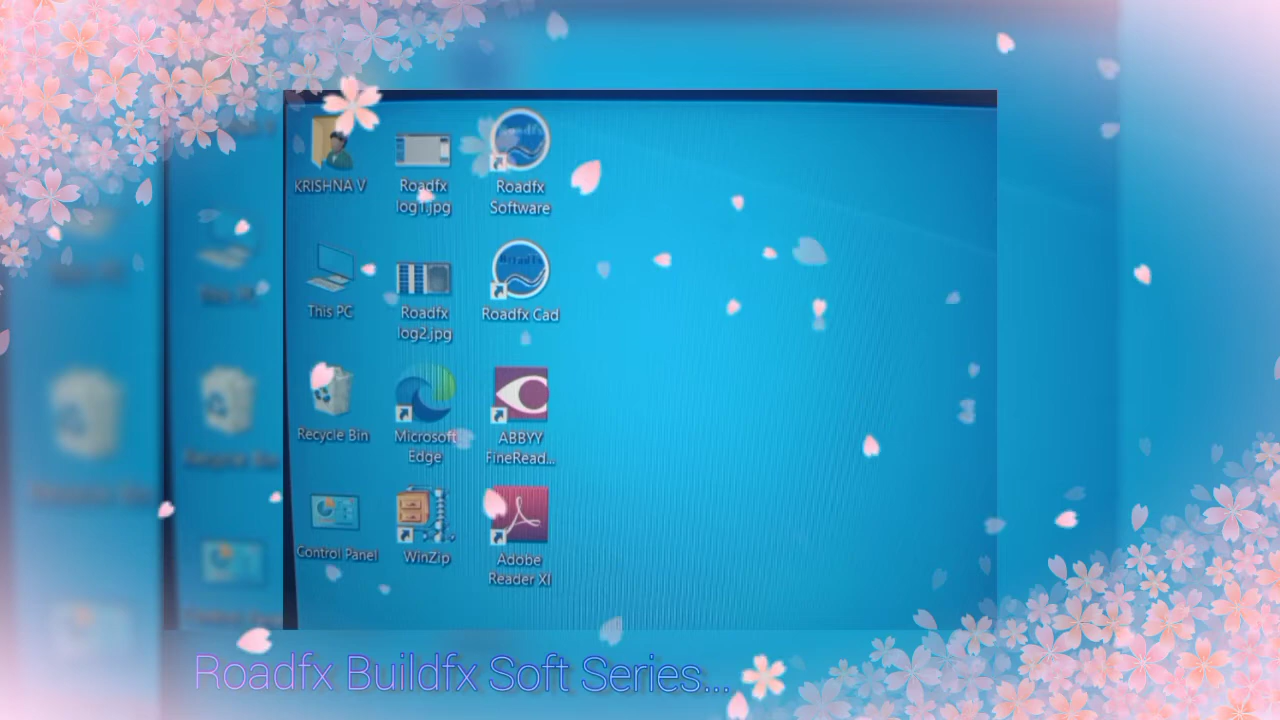 KRISHNA V
Roadfx
log1.jpg
Roadfx
Software
This PC
Roadfx
log2.jpg
Roadfx Cad
Recycle Bin
Microsoft
Edge
ABBYY
FineRead...
Control Panel
WinZip
Adobe
Reader XI
Roadfx Buildfx Soft Series...